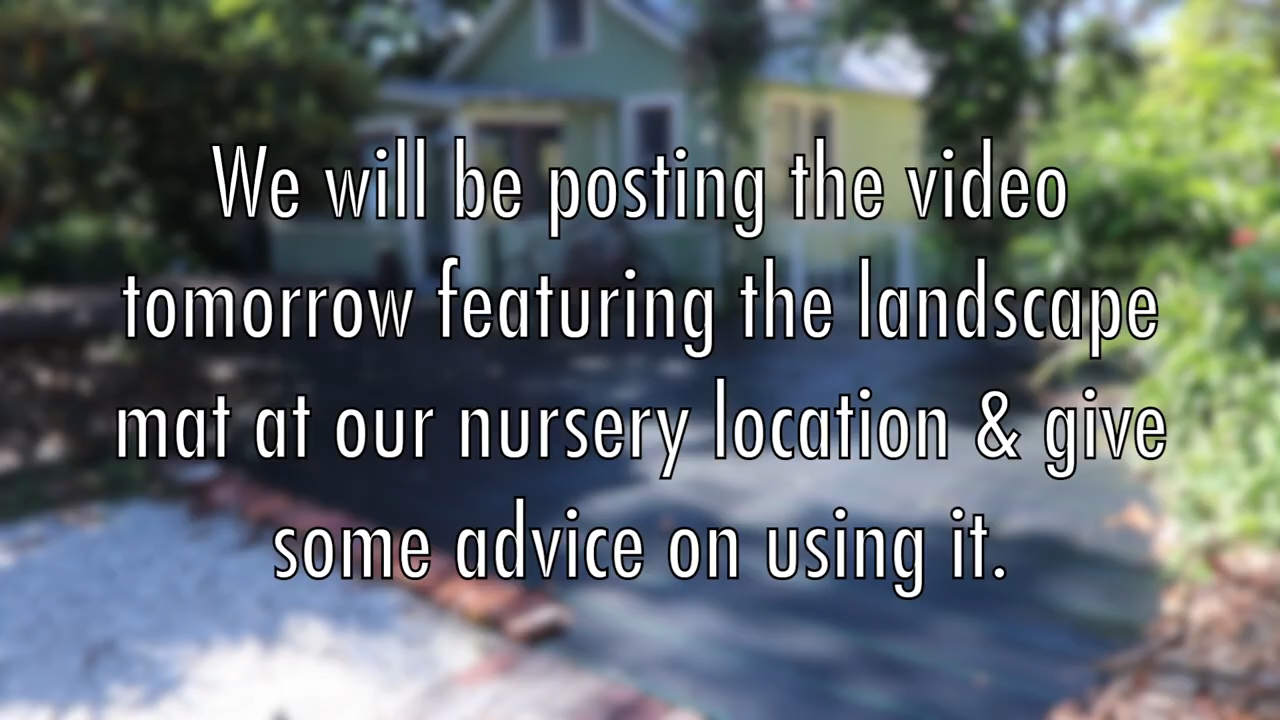 We will be posting the video
tomorrow featuring the landscape
mat at our nursery location & give
some advice on using it.